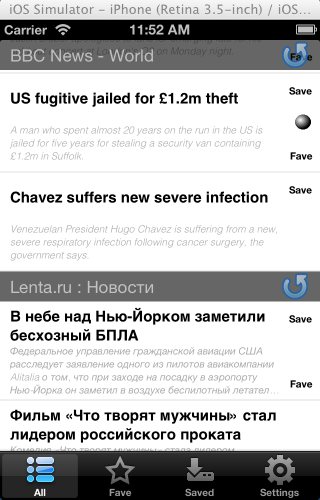 iOS Simulator - iPhone (Retina 3.5-inch) / iOS...
Carrier 11:52 AM
on Monday night.
BBC News - World Fave
US fugitive jailed for £1.2m theft Save
A man who spent almost 20 years on the run in the US is
jailed for five years for stealing a security van containing
£1.2m in Suffolk. Fave
Chavez suffers new severe infection Save
Venezuelan President Hugo Chavez is suffering from a new,
severe respiratory infection following cancer surgery, the
government says.
Lenta.ru : Новости
В небе над Нью-Йорком заметили Save
бесхозный БПЛА
Федеральное управление гражданской авиации США
расследует заявление одного из пилотов авиакомпании
Alitalia о том, что при заходе на посадку в аэропорту Fave
Нью-Йорка он заметил в воздухе беспилотный летател...
Фильм «Что творят мужчины» стал Save
лидером российского проката
All Fave Saved Settings